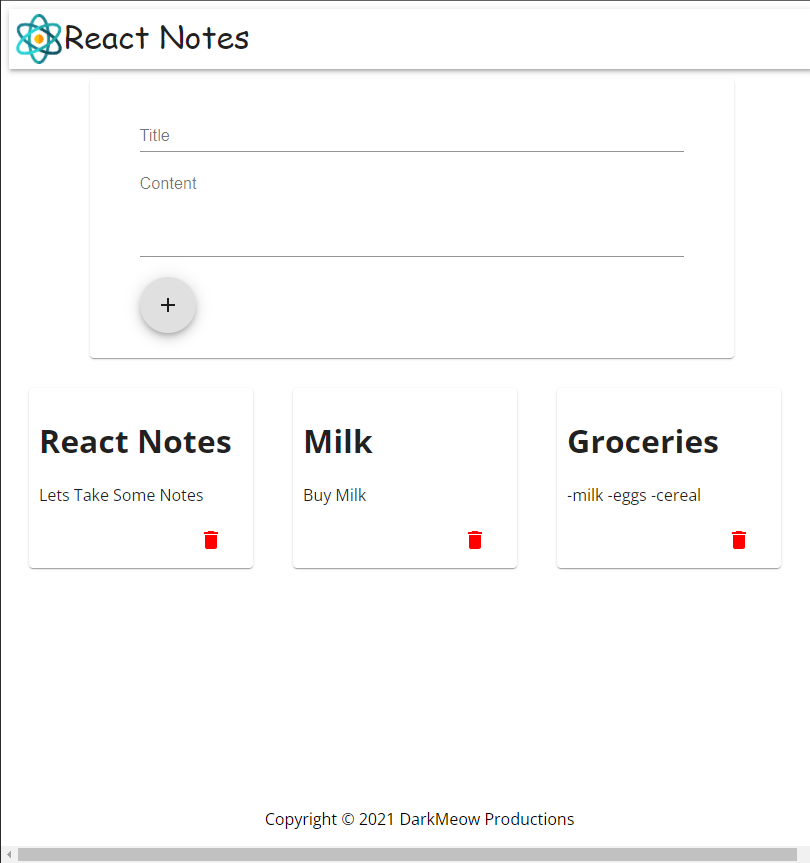 React Notes
Title
Content
+
React Notes
Lets Take Some Notes
Milk
Buy Milk
Groceries
-milk -eggs -cereal
Copyright © 2021 DarkMeow Productions